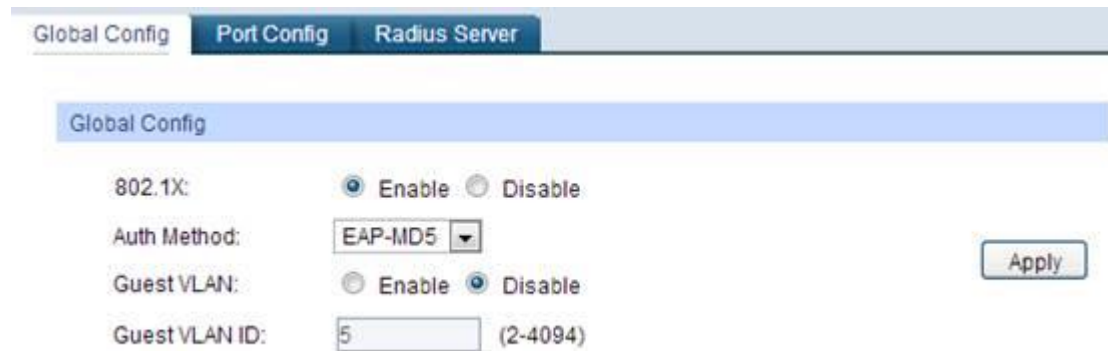 Global Config Port Config Radius Server
Global Config
802.1X: Enable Disable
Auth Method: EAP-MD5
Apply
Guest VLAN: Enable Disable
Guest VLAN ID: 5 (2-4094)